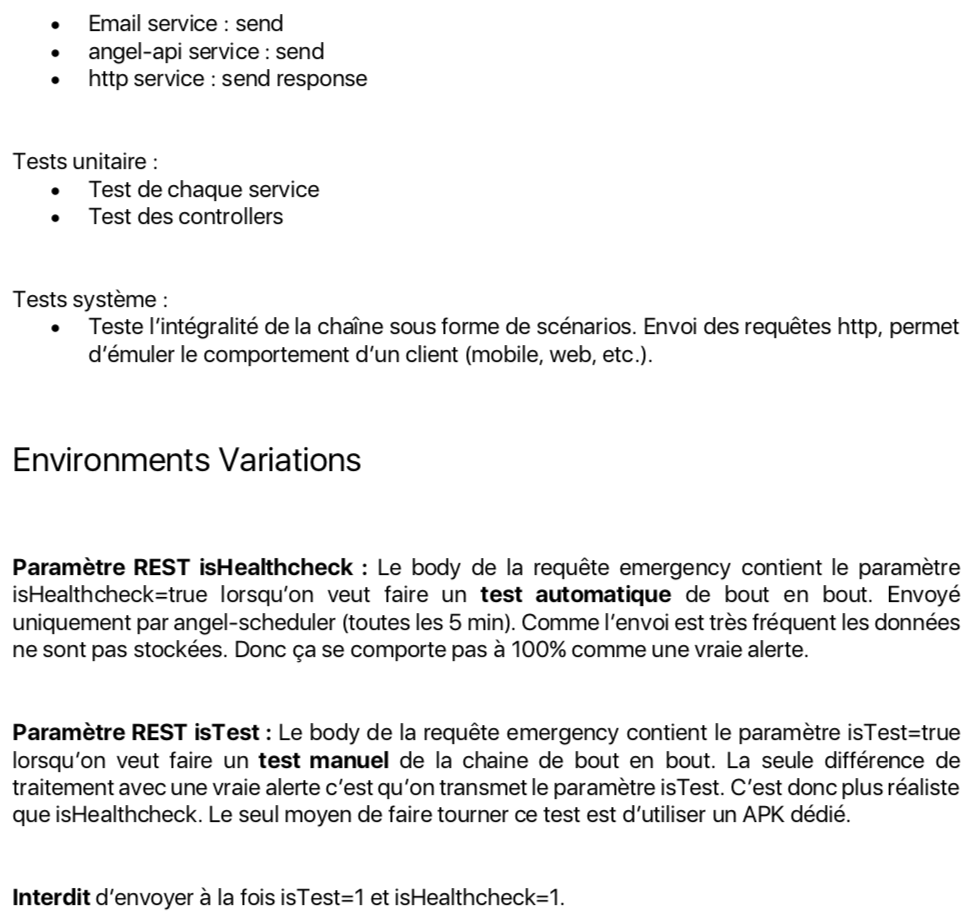 • Email service : send
• angel-api service : send
• http service : send response
Tests unitaire :
• Test de chaque service
• Test des controllers
Tests système :
• Teste l'intégralité de la chaîne sous forme de scénarios. Envoi des requêtes http, permet
d'émuler le comportement d'un client (mobile, web, etc.).
Environments Variations
Paramètre REST isHealthcheck : Le body de la requête emergency contient le paramètre
isHealthcheck=true lorsqu'on veut faire un test automatique de bout en bout. Envoyé
uniquement par angel-scheduler (toutes les 5 min). Comme l'envoi est très fréquent les données
ne sont pas stockées. Donc ça se comporte pas à 100% comme une vraie alerte.
Paramètre REST isTest : Le body de la requête emergency contient le paramètre isTest=true
lorsqu'on veut faire un test manuel de la chaine de bout en bout. La seule différence de
traitement avec une vraie alerte c'est qu'on transmet le paramètre isTest. C'est donc plus réaliste
que isHealthcheck. Le seul moyen de faire tourner ce test est d'utiliser un APK dédié.
Interdit d'envoyer à la fois isTest=1 et isHealthcheck=1.